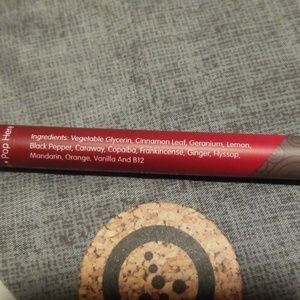 • Pop Her
Ingredients: Vegetable Glycerin, Cinnamon Leaf, Geranium, Lemon,
Black Pepper, Caraway, Copaiba, Frankincense, Ginger, Hyssop,
Mandarin, Orange, Vanilla And B12